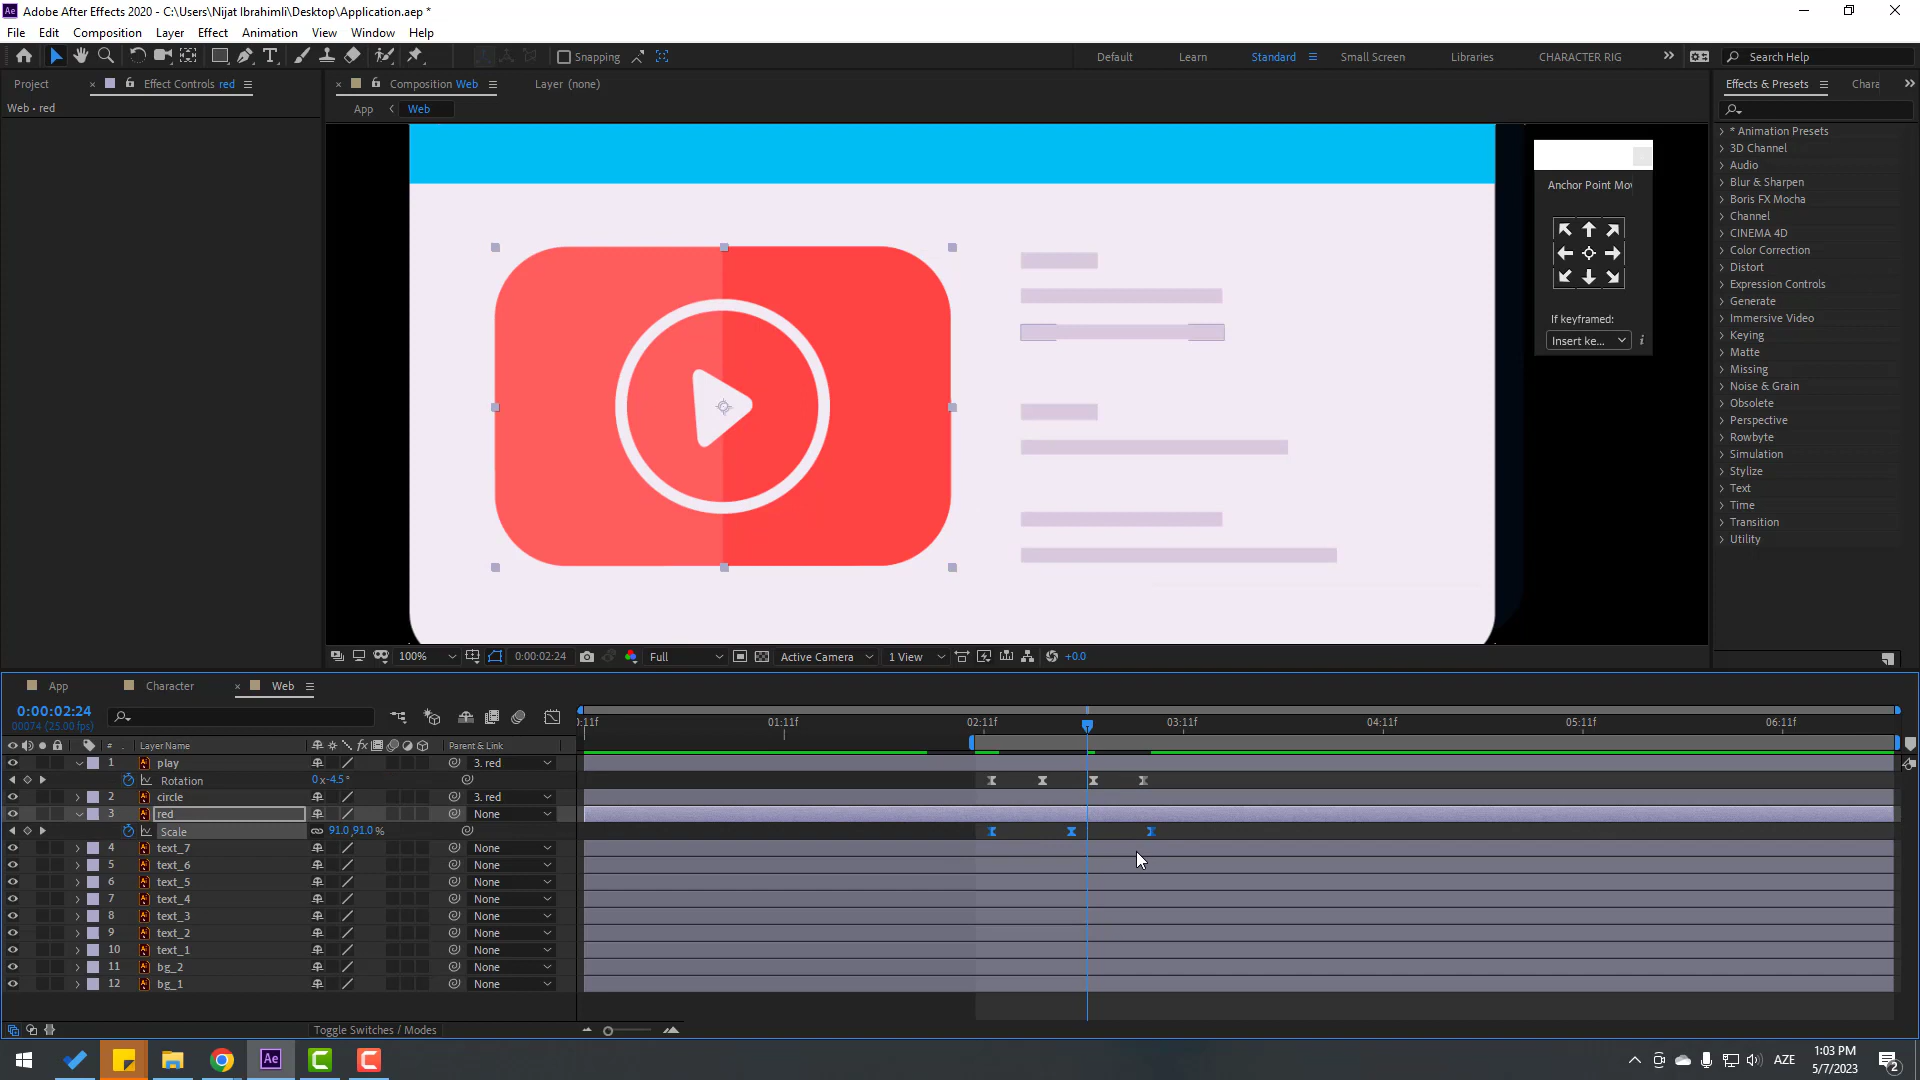 Adobe After Effects 2020 - C:\Users\Nijat Ibrahimli\Desktop\Application.aep *
File Edit Composition Layer Effect Animation View Window Help
Snapping
Default Learn Standard Small Screen Libraries CHARACTER RIG Search Help
Project
Effect Controls red
Web • red
Composition Web
Layer (none)
App Web
Effects & Presets
Chara
* Animation Presets
3D Channel
Audio
Blur & Sharpen
Boris FX Mocha
Channel
CINEMA 4D
Color Correction
Distort
Expression Controls
Generate
Immersive Video
Keying
Matte
Missing
Noise & Grain
Obsolete
Perspective
Rowbyte
Simulation
Stylize
Text
Time
Transition
Utility
Anchor Point Mov
If keyframed:
Insert ke...
100% 0:00:02:24 Full Active Camera 1 View +0.0
App Character Web
0:00:02:24
00074 (25.00 fps)
):11f 01:11f 02:11f 03:11f 04:11f 05:11f 06:11f
# Layer Name Parent & Link
1 play 3. red
Rotation 0x-4.5°
2 circle 3. red
3 red None
Scale 91.0,91.0%
4 text_7 None
5 text_6 None
6 text_5 None
7 text_4 None
8 text_3 None
9 text_2 None
10 text_1 None
11 bg_2 None
12 bg_1 None
Toggle Switches / Modes
AZE
1:03 PM
5/7/2023
2